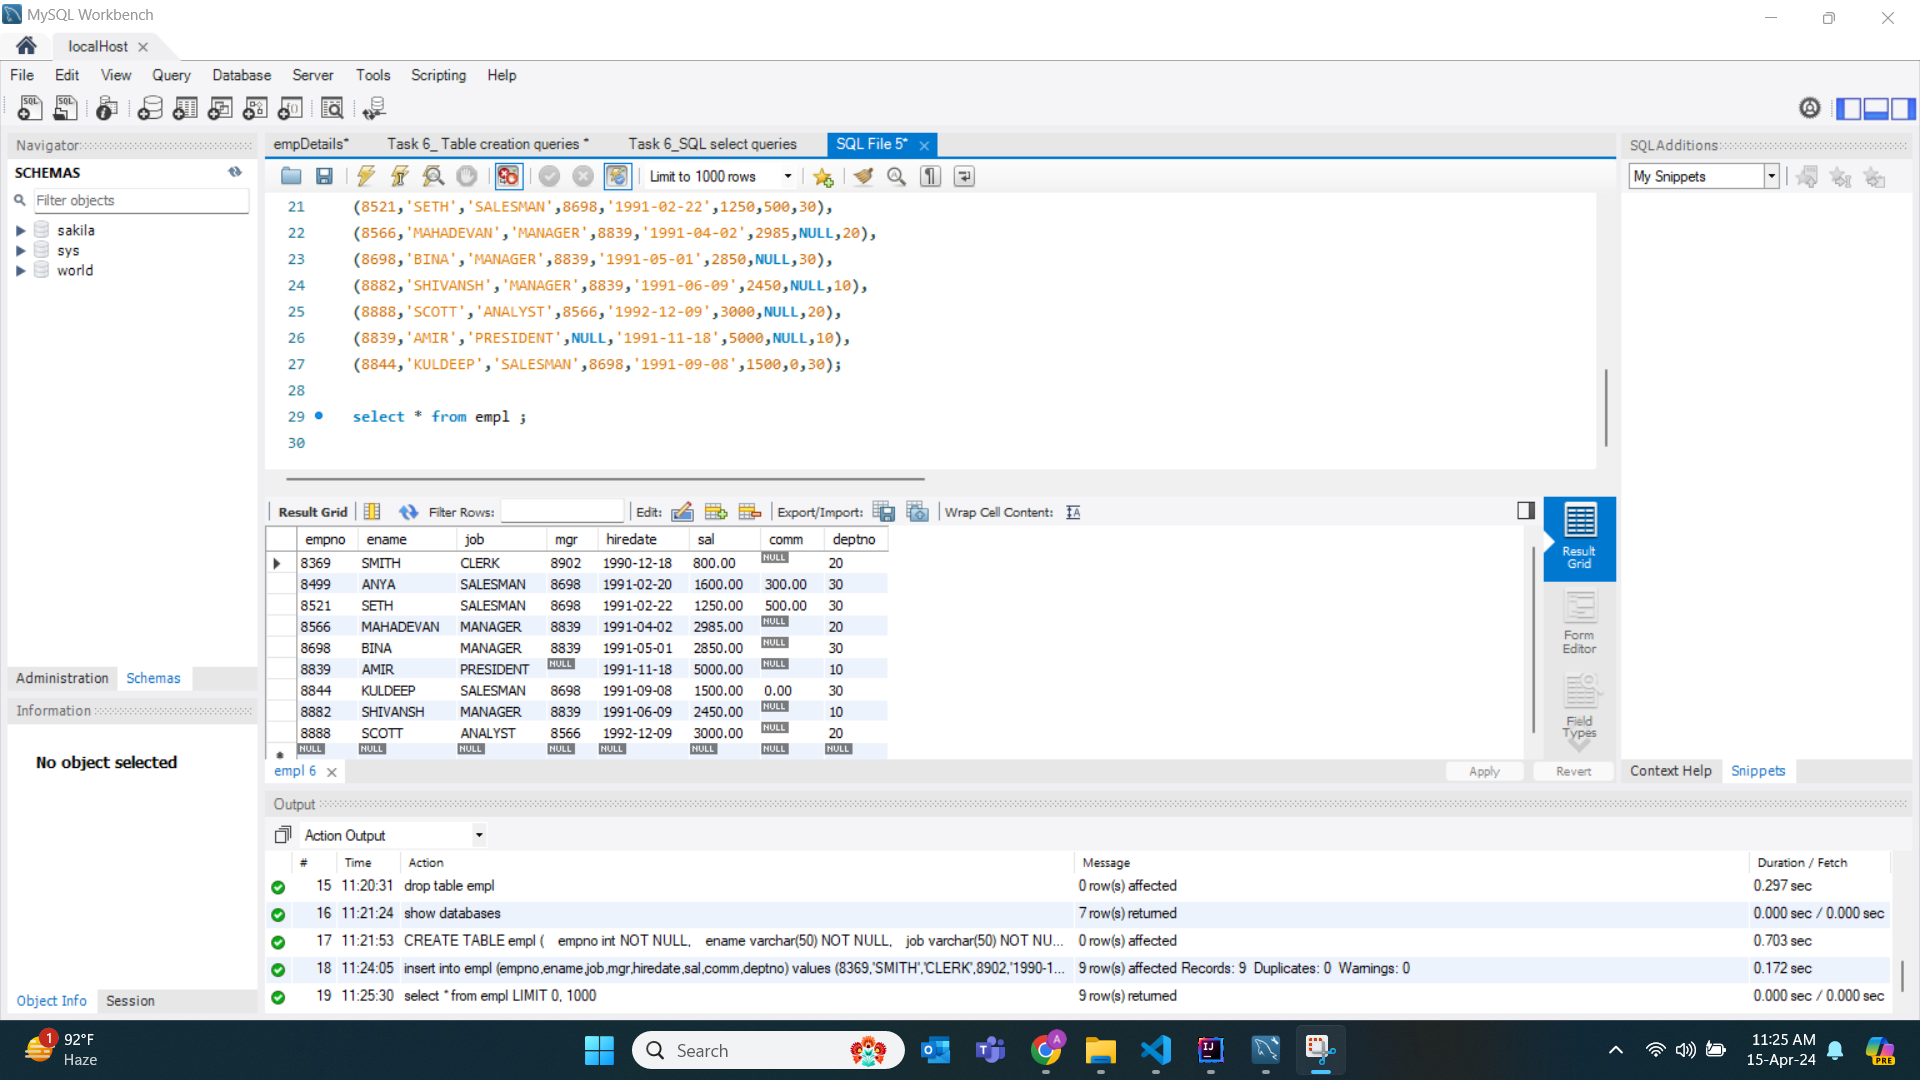 MySQL Workbench
localHost
File Edit View Query Database Server Tools Scripting Help
Navigator
SCHEMAS
Filter objects
sakila
sys
world
Administration Schemas
Information
No object selected
Object Info Session
empDetails* Task 6_ Table creation queries * Task 6_SQL select queries SQL File 5*
Limit to 1000 rows
21 (8521,'SETH','SALESMAN',8698,'1991-02-22',1250,500,30),
22 (8566,'MAHADEVAN','MANAGER',8839,'1991-04-02',2985,NULL,20),
23 (8698,'BINA','MANAGER',8839,'1991-05-01',2850,NULL,30),
24 (8882,'SHIVANSH','MANAGER',8839,'1991-06-09',2450,NULL,10),
25 (8888,'SCOTT','ANALYST',8566,'1992-12-09',3000,NULL,20),
26 (8839,'AMIR','PRESIDENT',NULL,'1991-11-18',5000,NULL,10),
27 (8844,'KULDEEP','SALESMAN',8698,'1991-09-08',1500,0,30);
28
29 select * from empl ;
30
Result Grid Filter Rows: Edit: Export/Import: Wrap Cell Content:
empno ename job mgr hiredate sal comm deptno
8369 SMITH CLERK 8902 1990-12-18 800.00 NULL 20
8499 ANYA SALESMAN 8698 1991-02-20 1600.00 300.00 30
8521 SETH SALESMAN 8698 1991-02-22 1250.00 500.00 30
8566 MAHADEVAN MANAGER 8839 1991-04-02 2985.00 NULL 20
8698 BINA MANAGER 8839 1991-05-01 2850.00 NULL 30
8839 AMIR PRESIDENT NULL 1991-11-18 5000.00 NULL 10
8844 KULDEEP SALESMAN 8698 1991-09-08 1500.00 0.00 30
8882 SHIVANSH MANAGER 8839 1991-06-09 2450.00 NULL 10
8888 SCOTT ANALYST 8566 1992-12-09 3000.00 NULL 20
NULL NULL NULL NULL NULL NULL NULL NULL
Result
Grid
Form
Editor
Field
Types
empl 6
Apply Revert
SQLAdditions
My Snippets
Context Help Snippets
Output
Action Output
# Time Action Message Duration / Fetch
15 11:20:31 drop table empl 0 row(s) affected 0.297 sec
16 11:21:24 show databases 7 row(s) returned 0.000 sec / 0.000 sec
17 11:21:53 CREATE TABLE empl ( empno int NOT NULL, ename varchar(50) NOT NULL, job varchar(50) NOT NU... 0 row(s) affected 0.703 sec
18 11:24:05 insert into empl (empno,ename,job,mgr,hiredate,sal,comm,deptno) values (8369,'SMITH','CLERK',8902,'1990-1... 9 row(s) affected Records: 9 Duplicates: 0 Warnings: 0 0.172 sec
19 11:25:30 select * from empl LIMIT 0, 1000 9 row(s) returned 0.000 sec / 0.000 sec
1
92°F
Haze
Search
A
PRE
11:25 AM
15-Apr-24